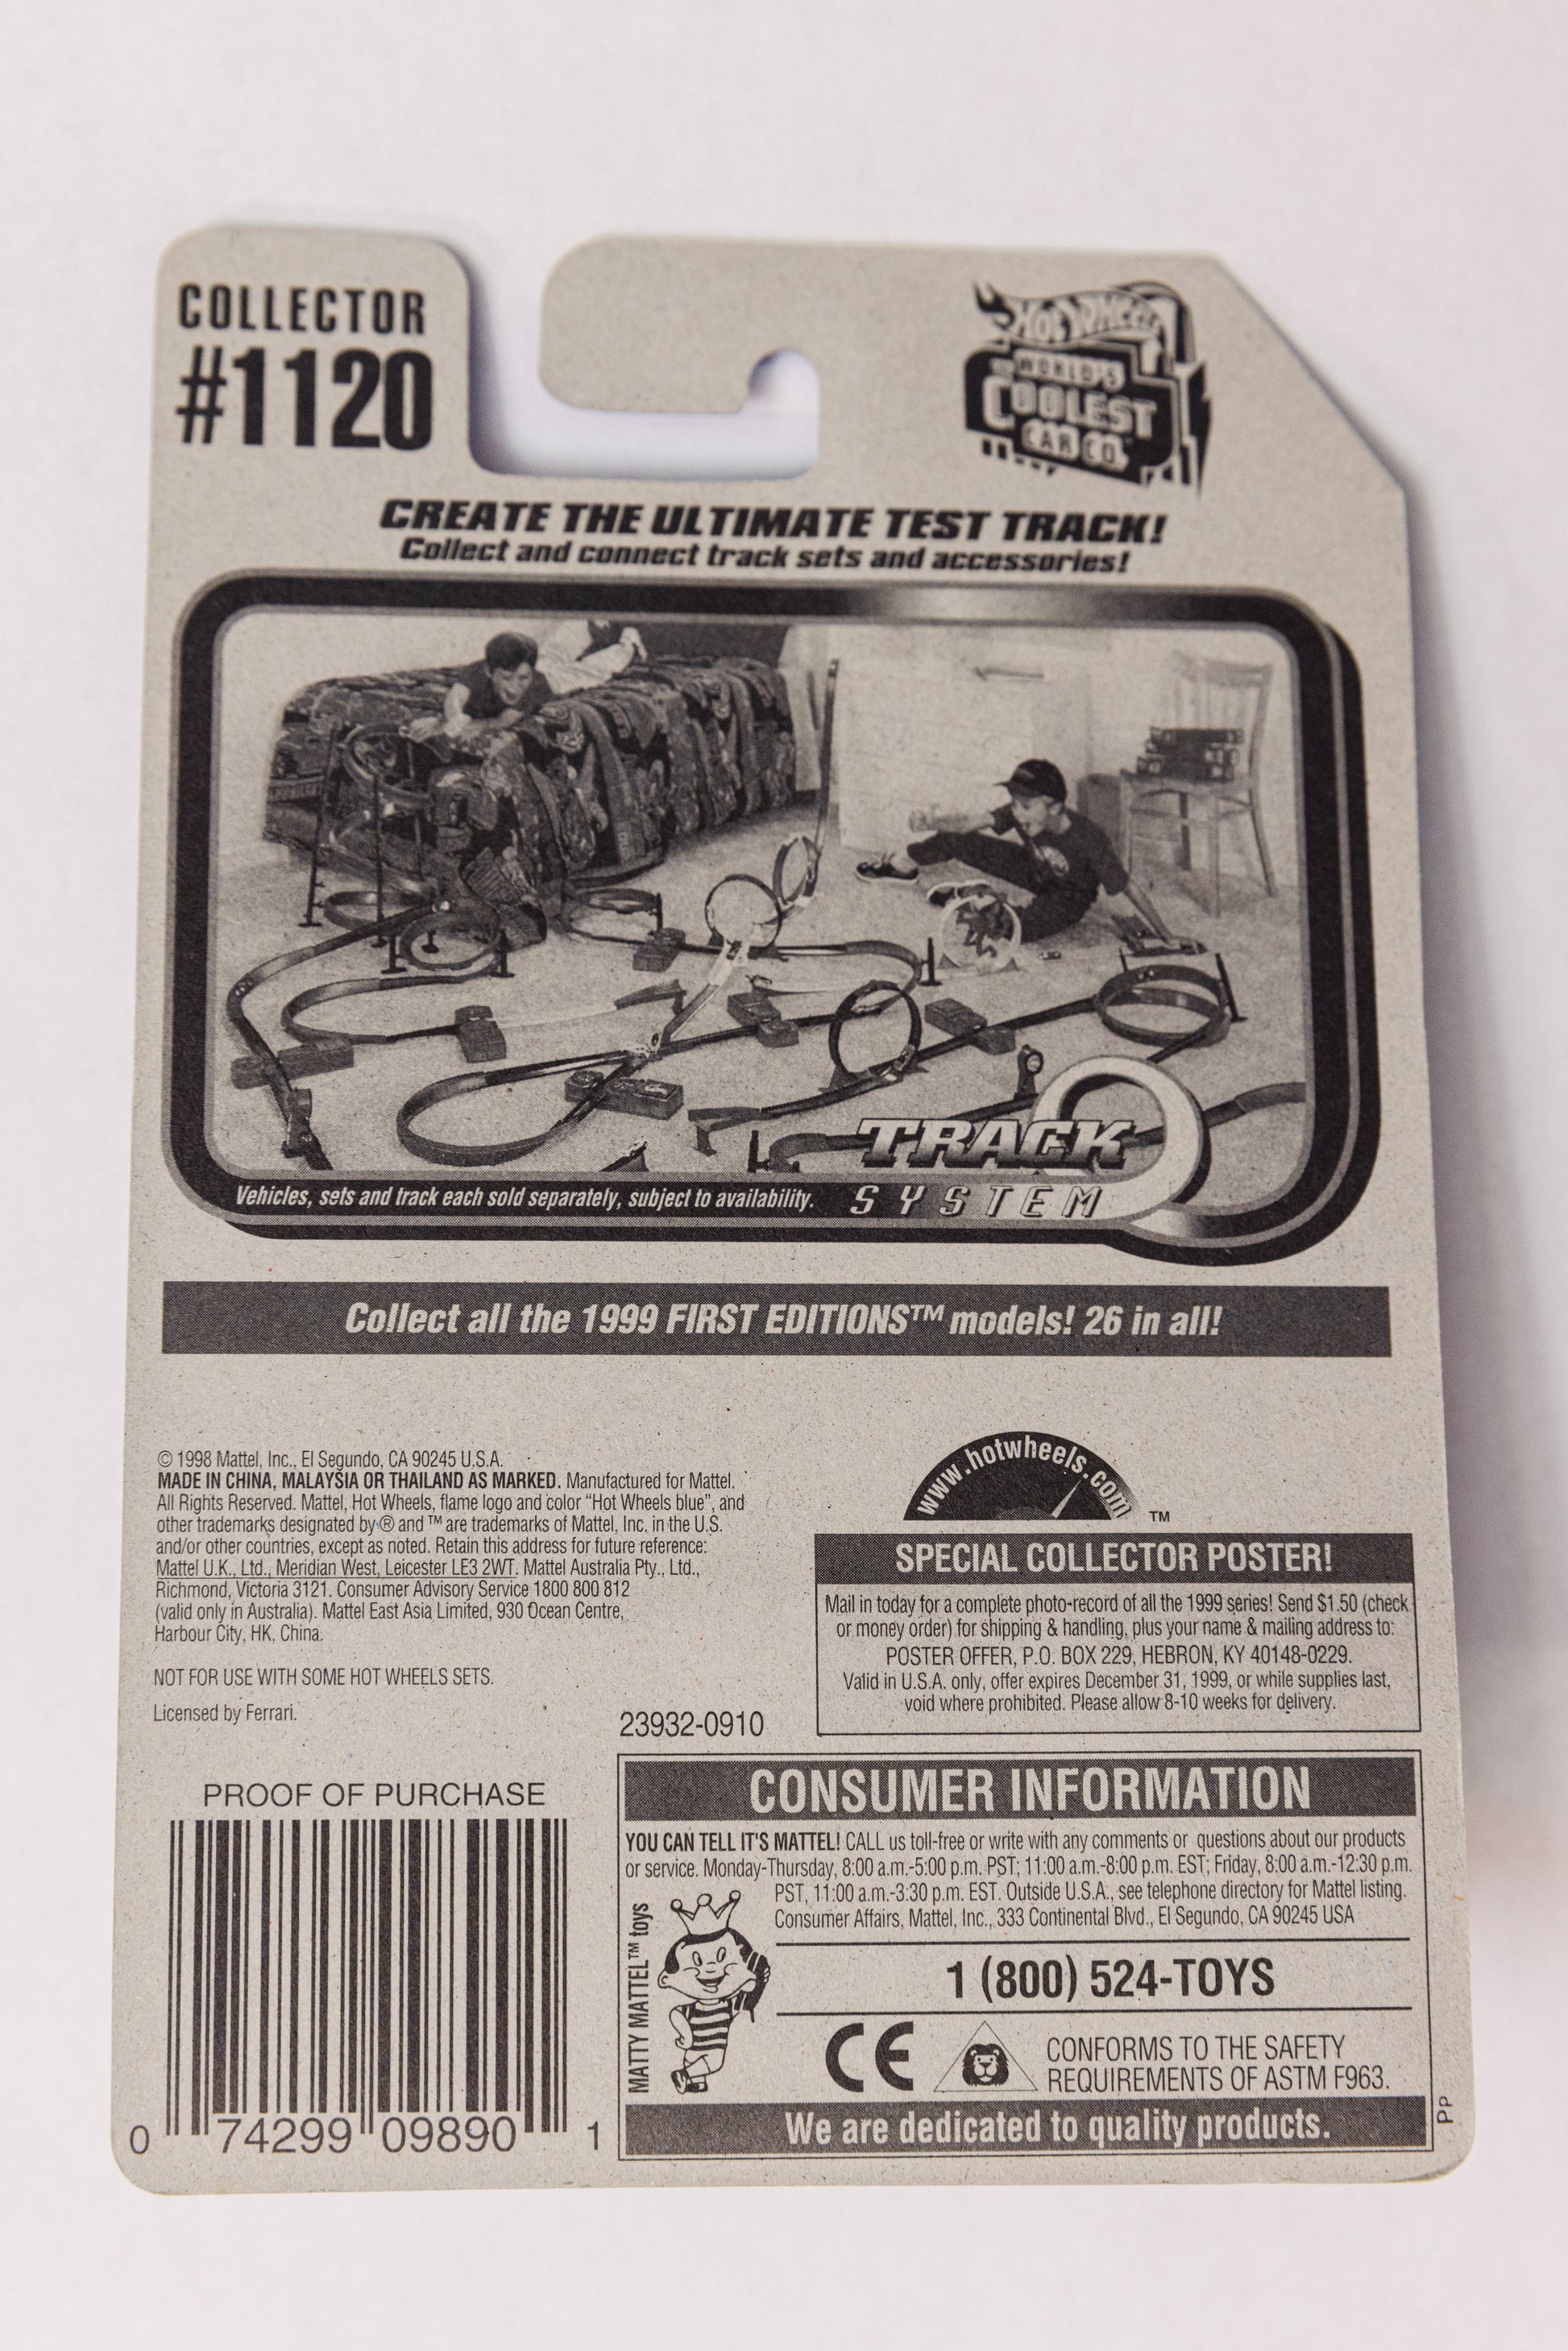 COLLECTOR
#1120
HOT WHEELS
WORLD'S
COOLEST
CAR CO.
CREATE THE ULTIMATE TEST TRACK!
Collect and connect track sets and accessories!
TRACK
SYSTEM
Vehicles, sets and track each sold separately, subject to availability.
Collect all the 1999 FIRST EDITIONS™ models! 26 in all!
© 1998 Mattel, Inc., El Segundo, CA 90245 U.S.A.
MADE IN CHINA, MALAYSIA OR THAILAND AS MARKED. Manufactured for Mattel.
All Rights Reserved. Mattel, Hot Wheels, flame logo and color “Hot Wheels blue”, and
other trademarks designated by ® and ™ are trademarks of Mattel, Inc. in the U.S.
and/or other countries, except as noted. Retain this address for future reference:
Mattel U.K., Ltd., Meridian West, Leicester LE3 2WT. Mattel Australia Pty., Ltd.,
Richmond, Victoria 3121. Consumer Advisory Service 1800 800 812
(valid only in Australia). Mattel East Asia Limited, 930 Ocean Centre,
Harbour City, HK, China.
NOT FOR USE WITH SOME HOT WHEELS SETS.
Licensed by Ferrari.
23932-0910
www.hotwheels.com
™
SPECIAL COLLECTOR POSTER!
Mail in today for a complete photo-record of all the 1999 series! Send $1.50 (check
or money order) for shipping & handling, plus your name & mailing address to:
POSTER OFFER, P.O. BOX 229, HEBRON, KY 40148-0229.
Valid in U.S.A. only, offer expires December 31, 1999, or while supplies last,
void where prohibited. Please allow 8-10 weeks for delivery.
PROOF OF PURCHASE
0 74299 09890 1
CONSUMER INFORMATION
YOU CAN TELL IT'S MATTEL! CALL us toll-free or write with any comments or questions about our products
or service. Monday-Thursday, 8:00 a.m.-5:00 p.m. PST; 11:00 a.m.-8:00 p.m. EST; Friday, 8:00 a.m.-12:30 p.m.
PST, 11:00 a.m.-3:30 p.m. EST. Outside U.S.A., see telephone directory for Mattel listing.
Consumer Affairs, Mattel, Inc., 333 Continental Blvd., El Segundo, CA 90245 USA
MATTY MATTEL™ toys
1 (800) 524-TOYS
CE
CONFORMS TO THE SAFETY
REQUIREMENTS OF ASTM F963.
We are dedicated to quality products.
PP